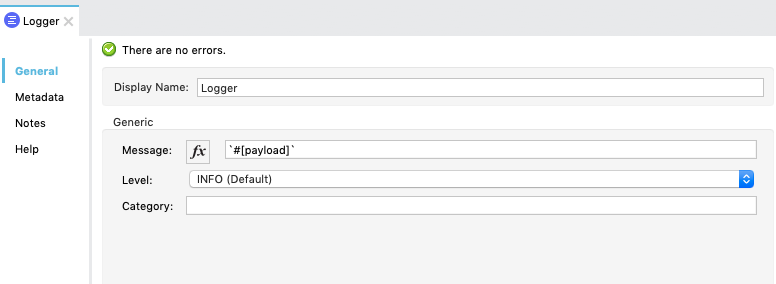 Logger
There are no errors.
General
Metadata
Notes
Help
Display Name: Logger
Generic
Message: fx `#[payload]`
Level: INFO (Default)
Category: